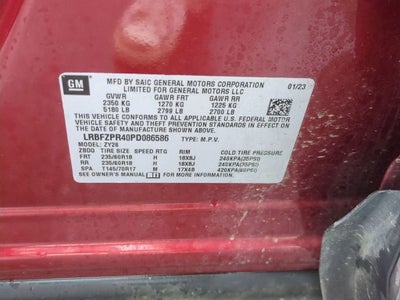 GM
MFD BY SAIC GENERAL MOTORS CORPORATION 01/23
LIMITED FOR GENERAL MOTORS LLC
GVWR GAWR FRT GAWR RR
2350 KG 1270 KG 1225 KG
5180 LB 2799 LB 2700 LB
THIS VEHICLE CONFORMS TO ALL APPLICABLE U.S. FEDERAL MOTOR
VEHICLE SAFETY AND THEFT PREVENTION STANDARDS IN EFFECT ON THE
DATE OF MANUFACTURE SHOWN ABOVE.
LRBFZPR40PD086586 TYPE: M.P.V.
MODEL: ZY26
ZBDO TIRE SIZE SPEED RTG RIM COLD TIRE PRESSURE
FRT 235/60R18 H 18X8J 240KPA(35PSI)
RR 235/60R18 H 18X8J 240KPA(35PSI)
SPA T145/70R17 M 17X4B 420KPA(60PSI)
SEE OWNER'S MANUAL FOR ADDITIONAL INFORMATION.